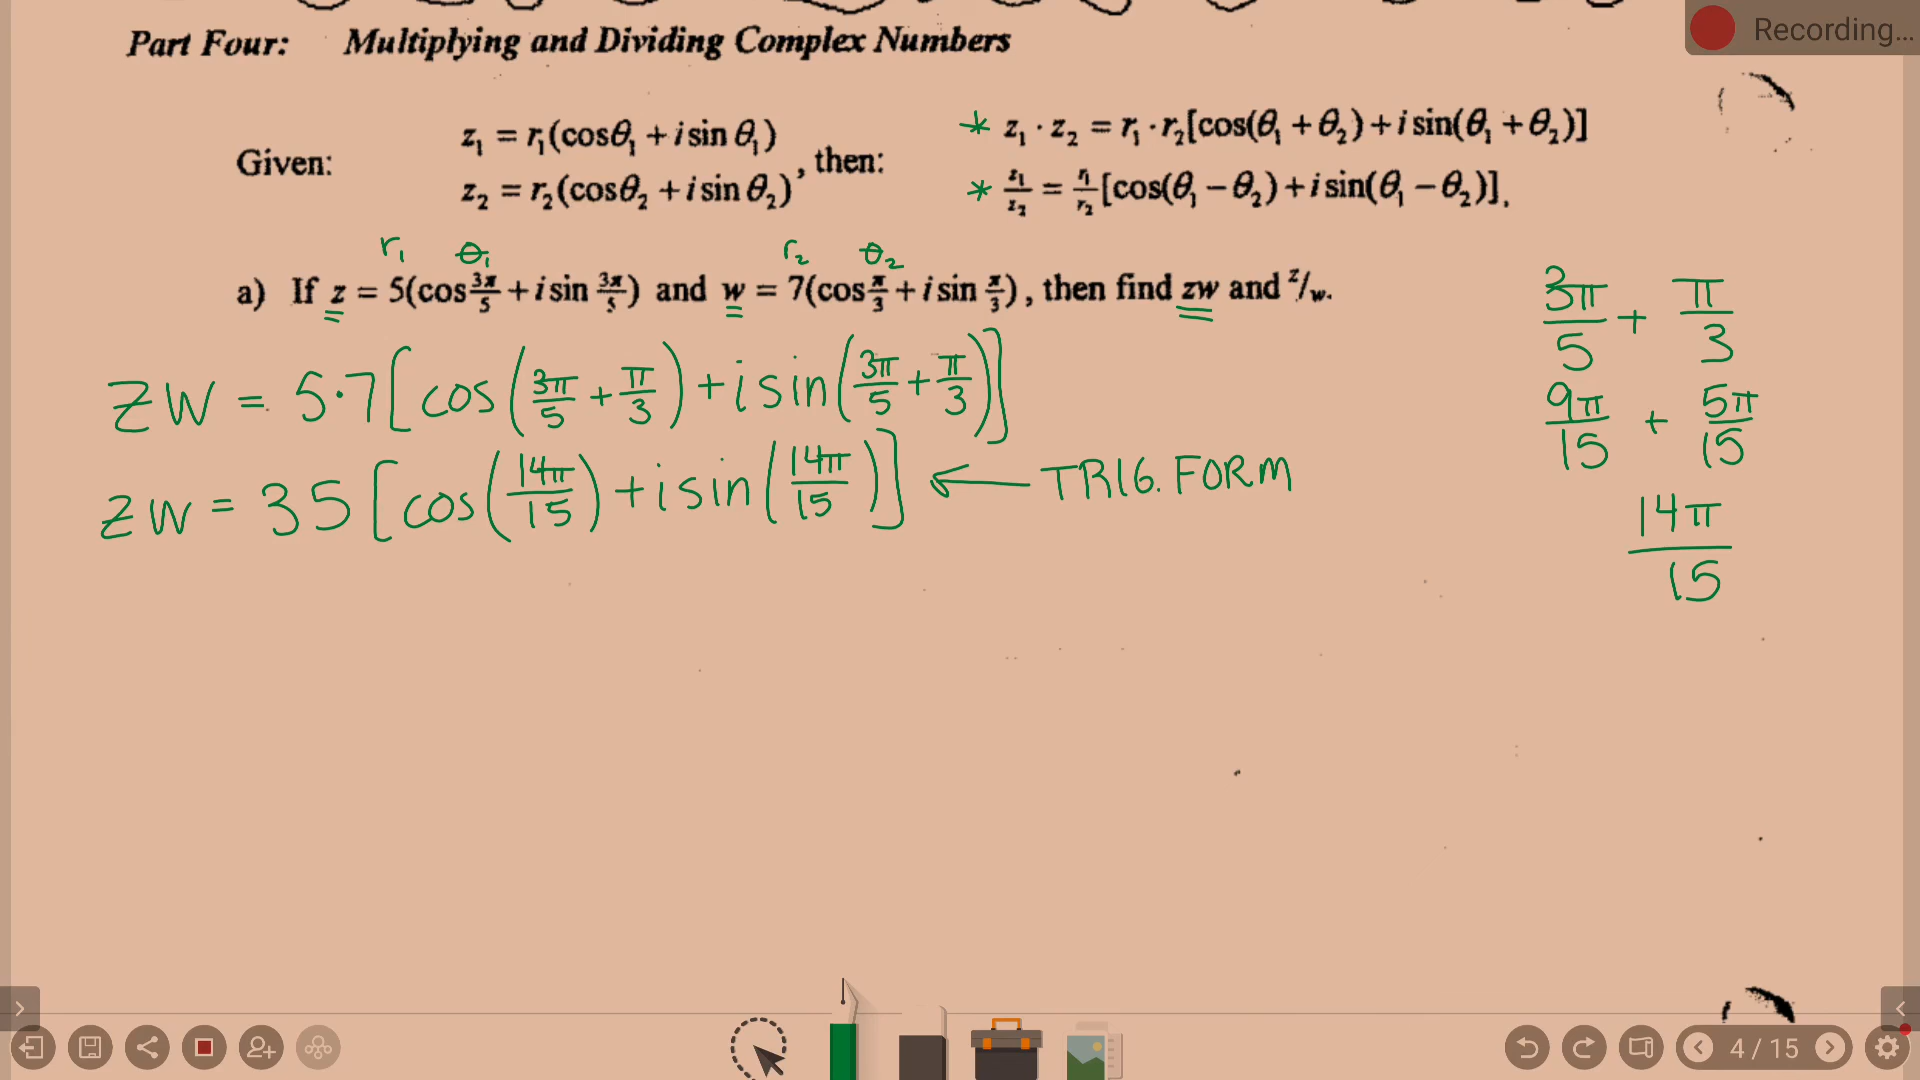 Recording...
Part Four: Multiplying and Dividing Complex Numbers
Given: z₁ = r₁(cosθ₁ + i sin θ₁)
z₂ = r₂(cosθ₂ + i sin θ₂) , then:
* z₁ · z₂ = r₁ · r₂[cos(θ₁ + θ₂) + i sin(θ₁ + θ₂)]
* z₁/z₂ = r₁/r₂ [cos(θ₁ − θ₂) + i sin(θ₁ − θ₂)].
r₁ θ₁ r₂ θ₂
a) If z = 5(cos 3π/5 + i sin 3π/5) and w = 7(cos π/3 + i sin π/3), then find zw and z/w.
ZW = 5·7[cos(3π/5 + π/3) + i sin(3π/5 + π/3)]
ZW = 35[cos(14π/15) + i sin(14π/15)] ← TRIG. FORM
3π/5 + π/3
9π/15 + 5π/15
14π/15
4 / 15